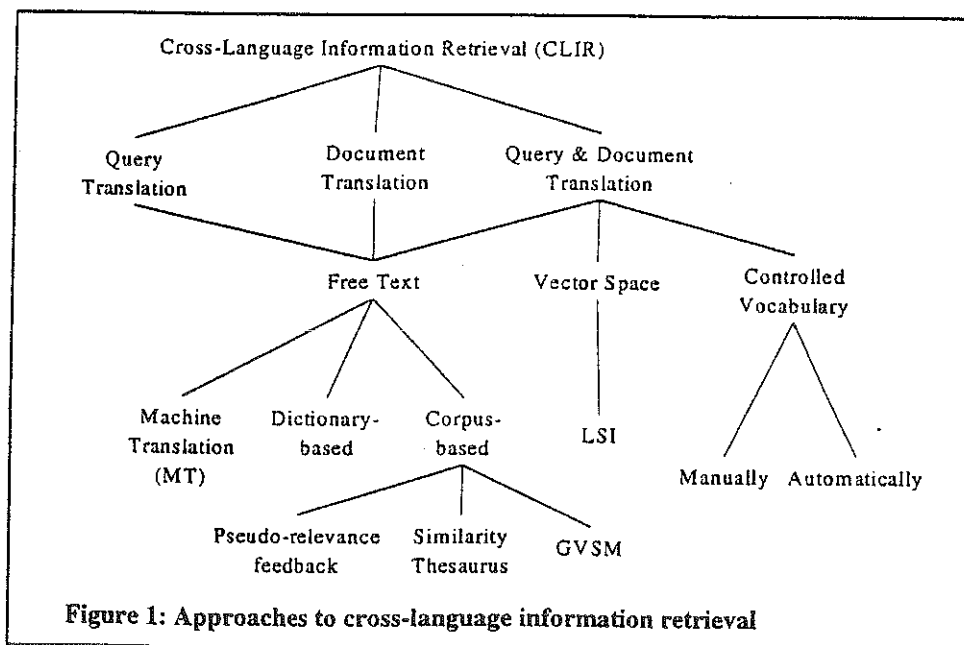 Cross-Language Information Retrieval (CLIR)
Query
Translation
Document
Translation
Query & Document
Translation
Free Text
Vector Space
Controlled
Vocabulary
Machine
Translation
(MT)
Dictionary-
based
Corpus-
based
LSI
Manually
Automatically
Pseudo-relevance
feedback
Similarity
Thesaurus
GVSM
Figure 1: Approaches to cross-language information retrieval